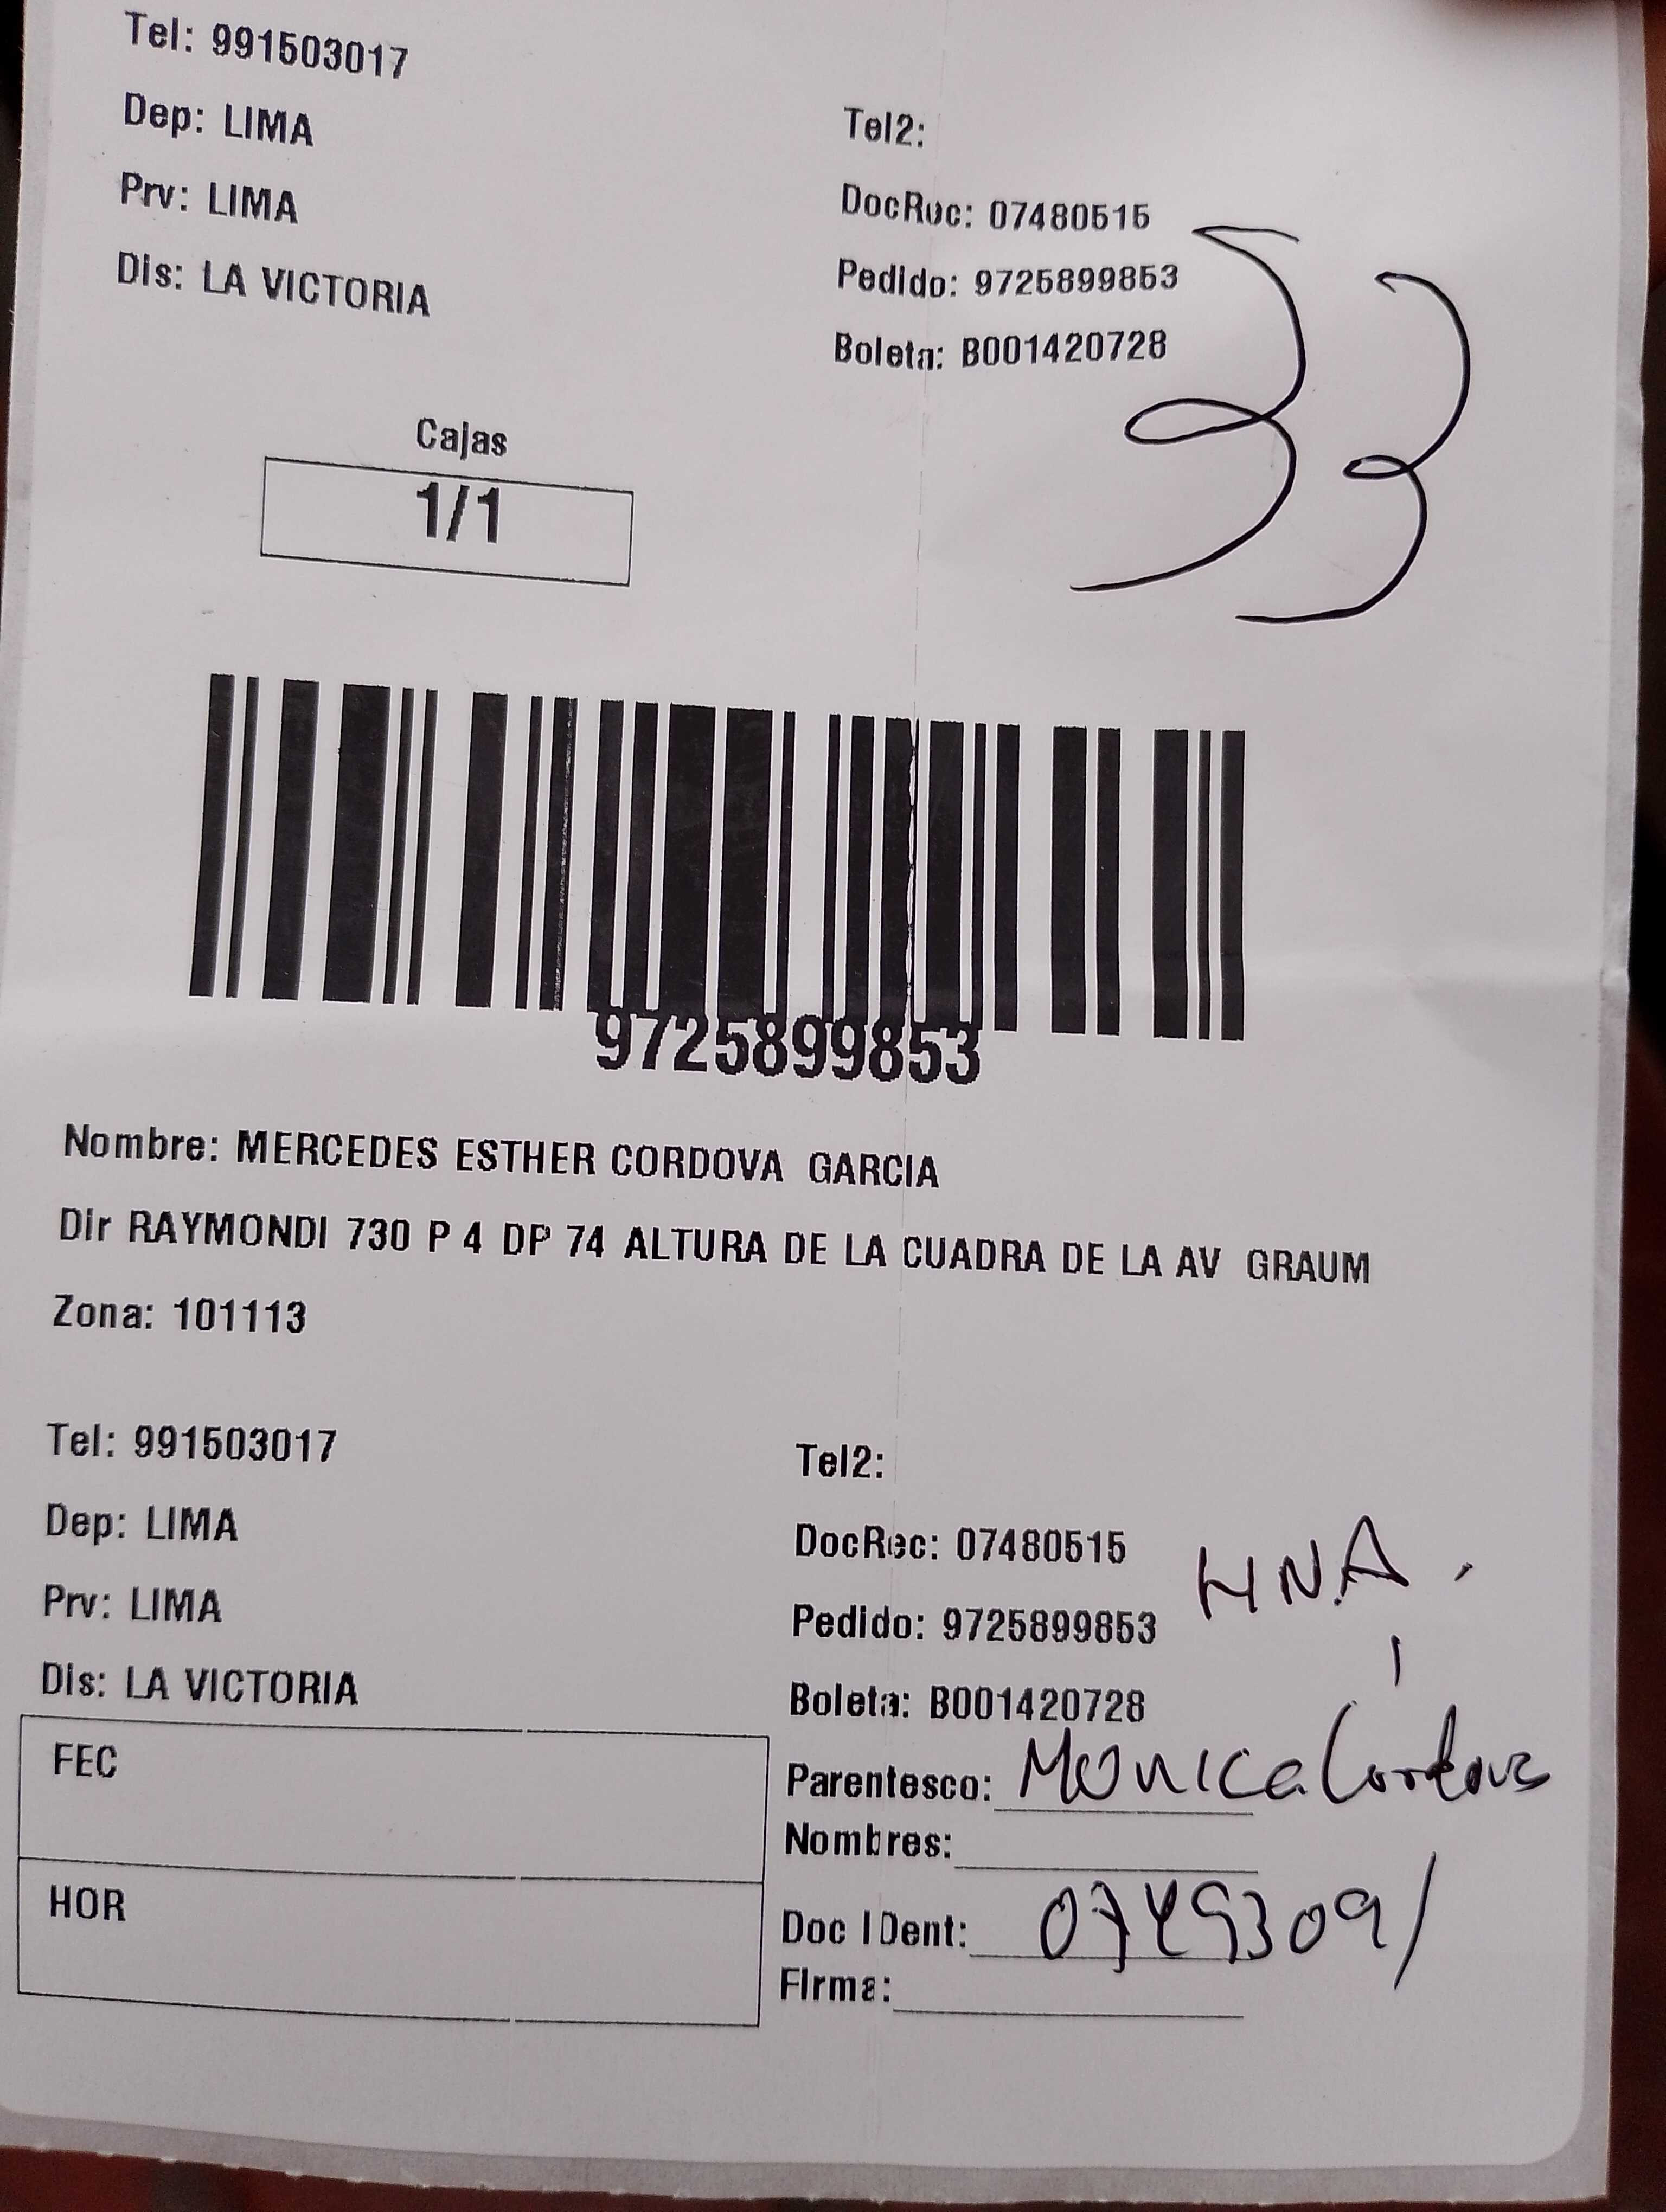 Tel: 991503017
Dep: LIMA
Prv: LIMA
Dis: LA VICTORIA
Tel2:
DocRec: 07480515
Pedido: 9725899853
Boleta: B001420728
33
Cajas
1/1
9725899853
Nombre: MERCEDES ESTHER CORDOVA GARCIA
Dir RAYMONDI 730 P 4 DP 74 ALTURA DE LA CUADRA DE LA AV GRAUM
Zona: 101113
Tel: 991503017
Dep: LIMA
Prv: LIMA
Dis: LA VICTORIA
Tel2:
DocRec: 07480515
Pedido: 9725899853
Boleta: B001420728
HNA.
FEC
HOR
Parentesco: Monica Cordova
Nombres:
Doc IDent:
Firma: